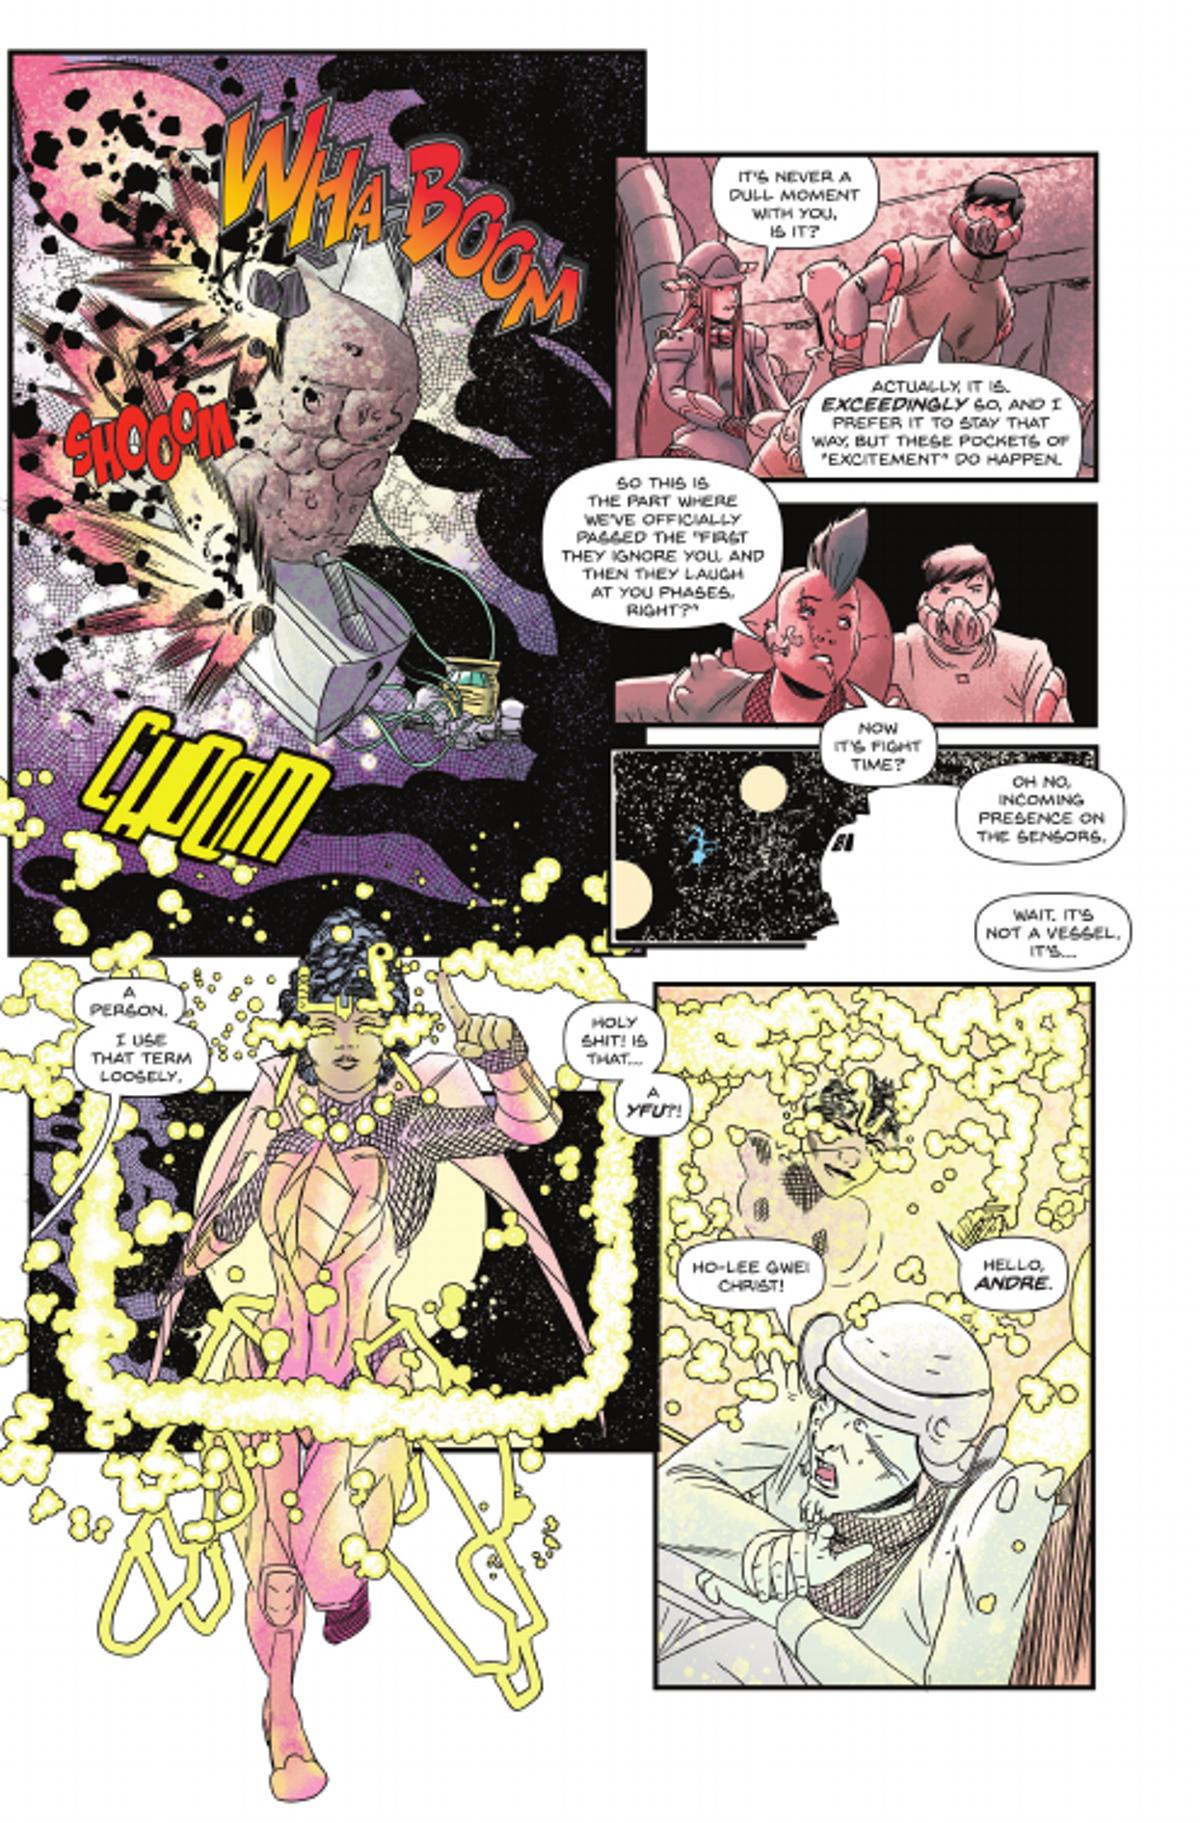 WHA-BOOM
SHOOOM
CHOOM
IT'S NEVER A
DULL MOMENT
WITH YOU,
IS IT?
ACTUALLY, IT IS.
EXCEEDINGLY SO, AND I
PREFER IT TO STAY THAT
WAY, BUT THESE POCKETS OF
"EXCITEMENT" DO HAPPEN.
SO THIS IS
THE PART WHERE
WE'VE OFFICIALLY
PASSED THE "FIRST
THEY IGNORE YOU, AND
THEN THEY LAUGH
AT YOU PHASES,
RIGHT?"
NOW
IT'S FIGHT
TIME?
OH NO,
INCOMING
PRESENCE ON
THE SENSORS.
WAIT. IT'S
NOT A VESSEL,
IT'S...
A
PERSON.
I USE
THAT TERM
LOOSELY.
HOLY
SHIT! IS
THAT...
A
YFU?!
HO-LEE GWEI
CHRIST!
HELLO,
ANDRE.